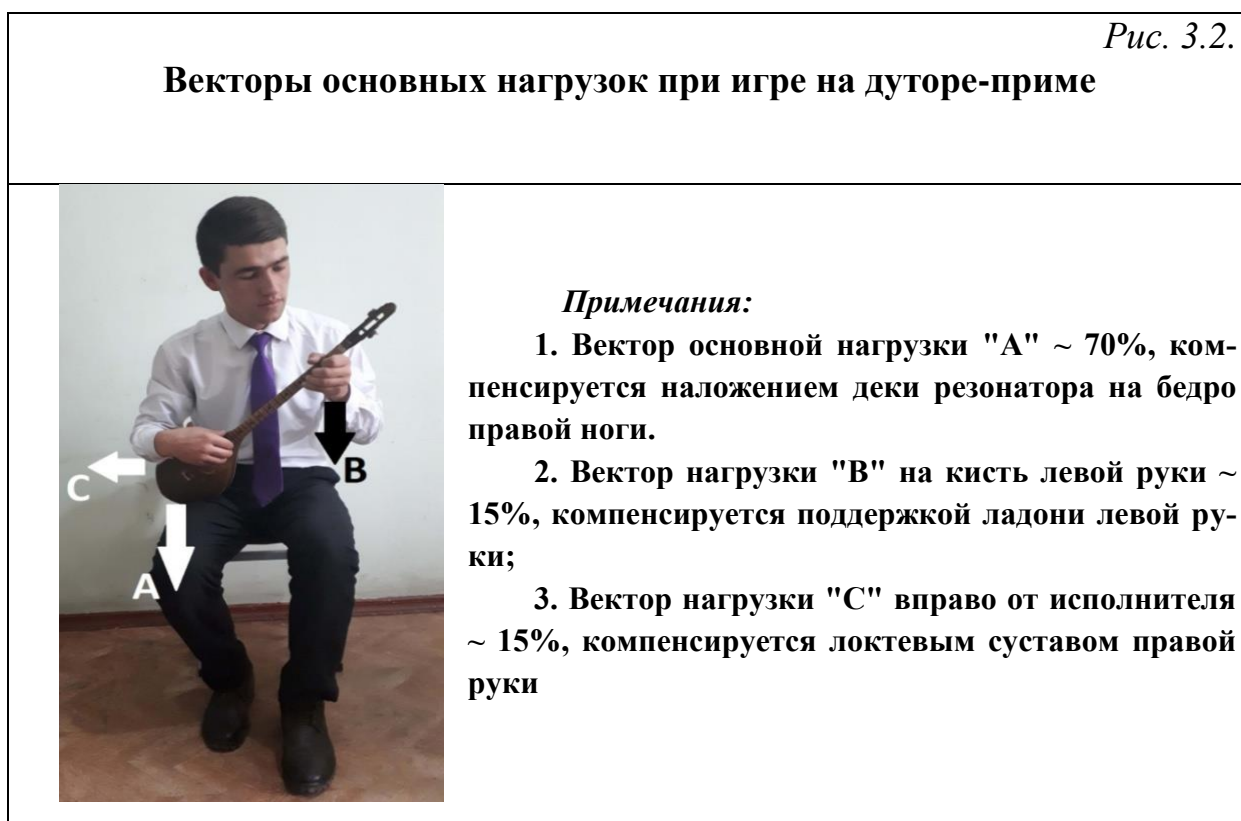 Рис. 3.2.
Векторы основных нагрузок при игре на дуторе-приме
Примечания:
1. Вектор основной нагрузки "А" ~ 70%, ком-
пенсируется наложением деки резонатора на бедро
правой ноги.
2. Вектор нагрузки "В" на кисть левой руки ~
15%, компенсируется поддержкой ладони левой ру-
ки;
3. Вектор нагрузки "С" вправо от исполнителя
~ 15%, компенсируется локтевым суставом правой
руки
C
B
A